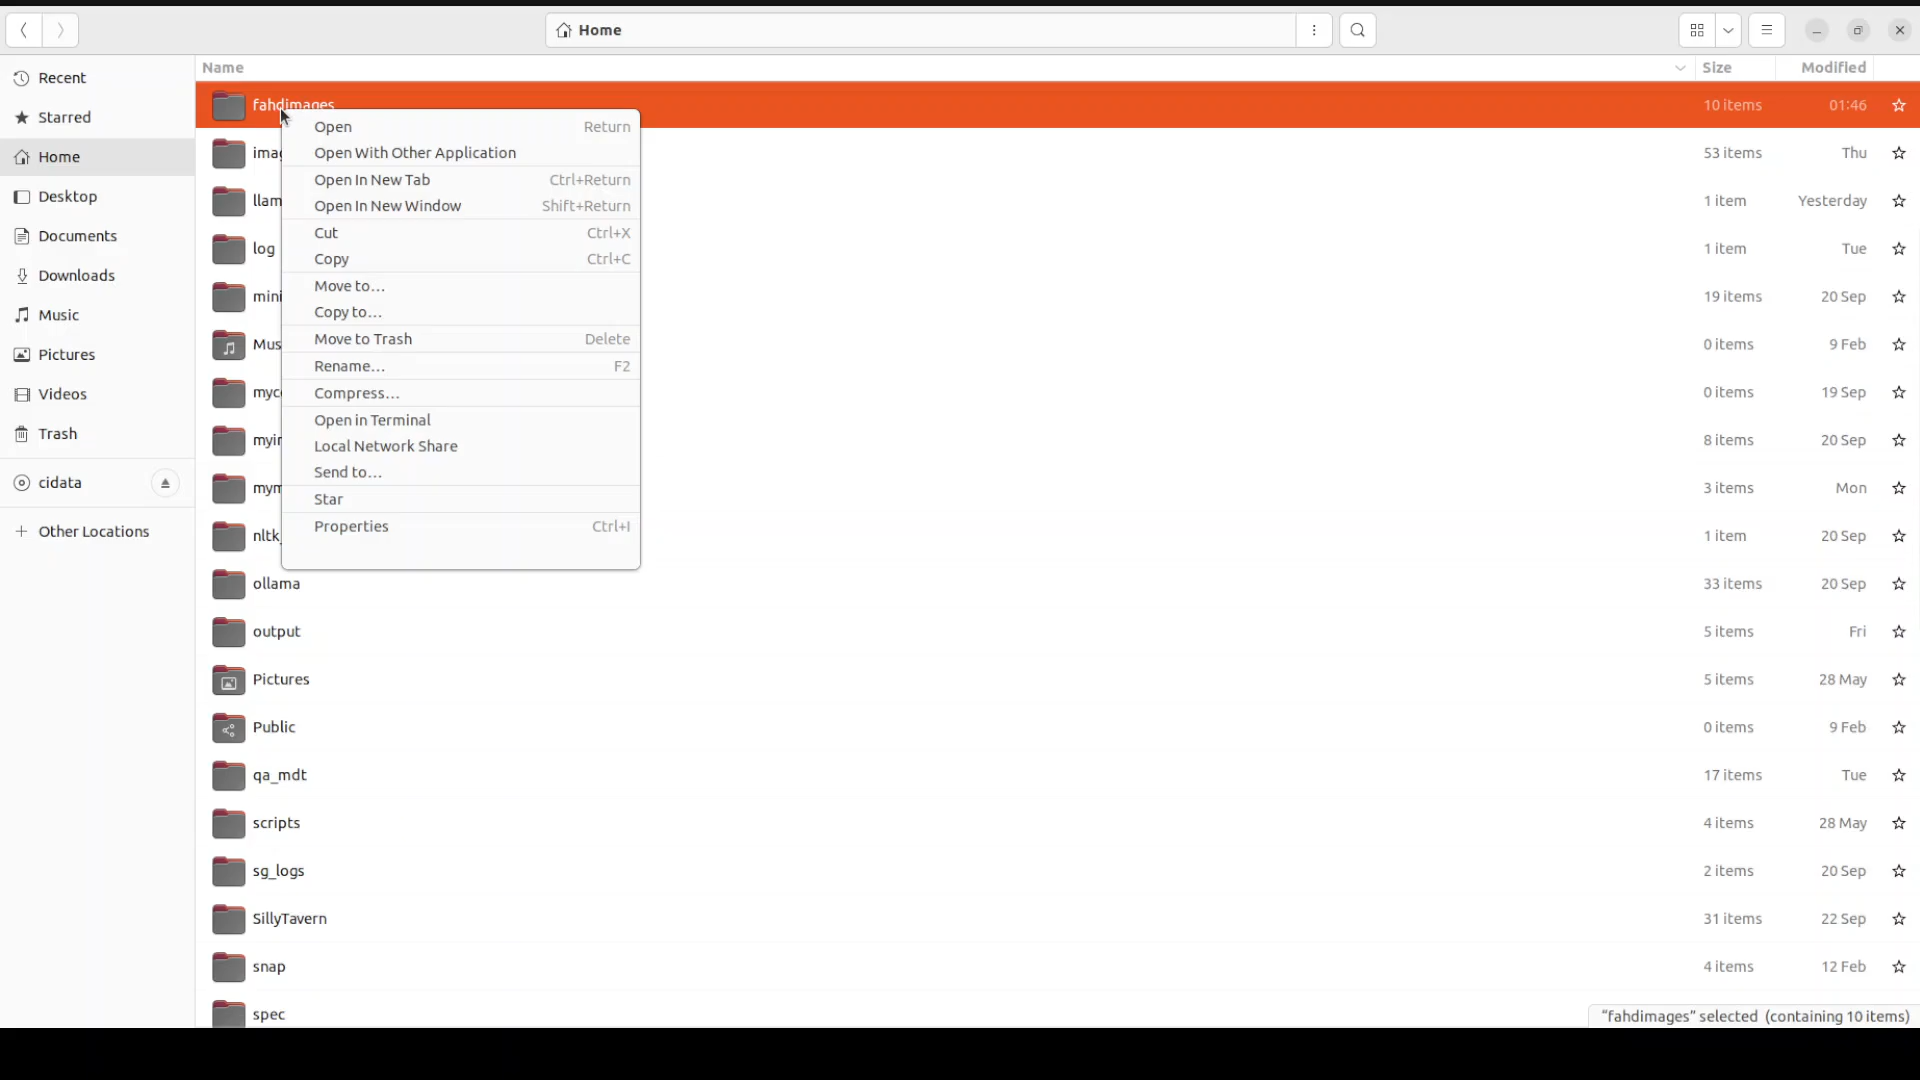 Home
Recent
Starred
Home
Desktop
Documents
Downloads
Music
Pictures
Videos
Trash
cidata
Other Locations
Name Size Modified
fahdimages 10 items 01:46
53 items Thu
1 item Yesterday
log 1 item Tue
19 items 20 Sep
0 items 9 Feb
0 items 19 Sep
8 items 20 Sep
3 items Mon
1 item 20 Sep
ollama 33 items 20 Sep
output 5 items Fri
Pictures 5 items 28 May
Public 0 items 9 Feb
qa_mdt 17 items Tue
scripts 4 items 28 May
sg_logs 2 items 20 Sep
SillyTavern 31 items 22 Sep
snap 4 items 12 Feb
spec
Open Return
Open With Other Application
Open In New Tab Ctrl+Return
Open In New Window Shift+Return
Cut Ctrl+X
Copy Ctrl+C
Move to…
Copy to…
Move to Trash Delete
Rename… F2
Compress…
Open in Terminal
Local Network Share
Send to…
Star
Properties Ctrl+I
“fahdimages” selected (containing 10 items)